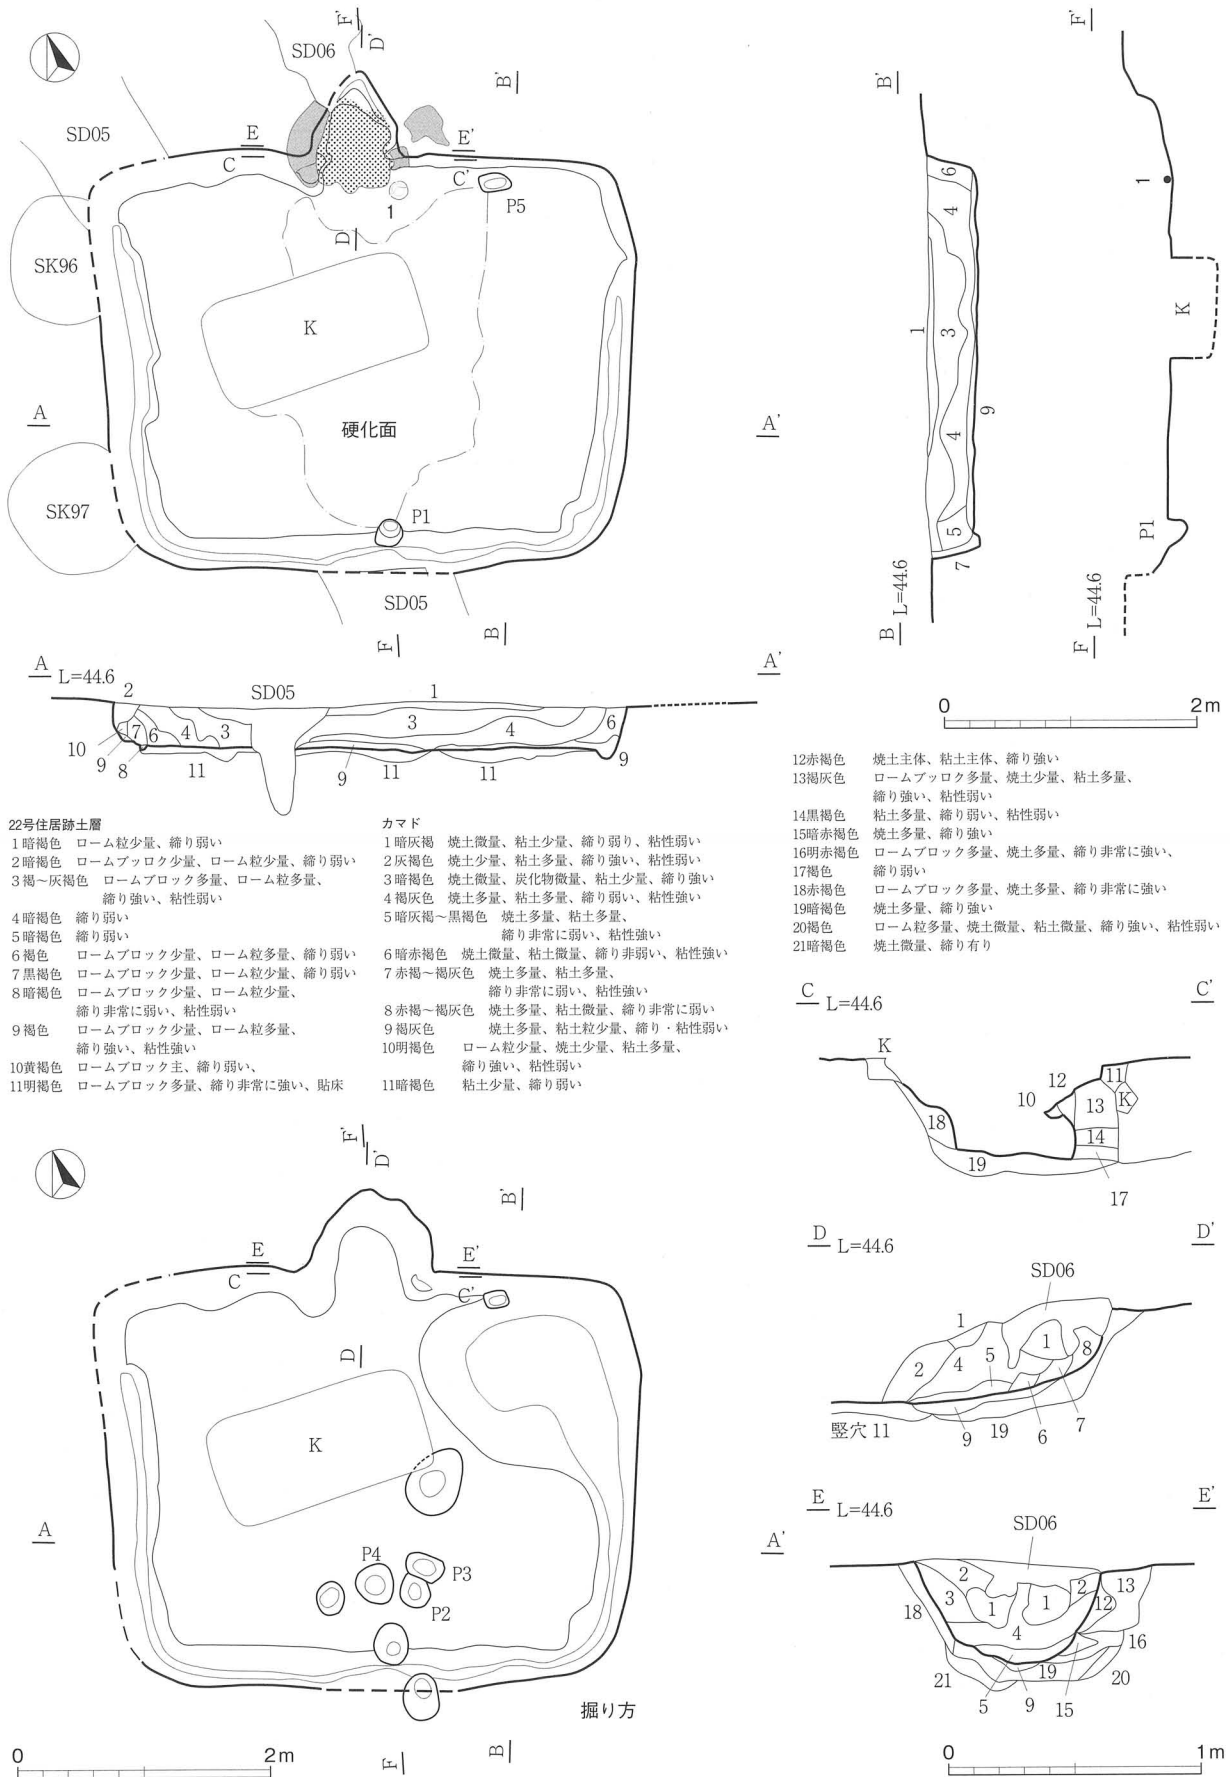 F'
D'
SD06
B'
SD05
E
E'
C
C'
P5
1
D
SK96
K
A
A'
硬化面
SK97
P1
SD05
F
B
B'
6
4
3
1
4
9
5
7
B
L=44.6
F'
1
K
P1
F
L=44.6
0
2m
A
L=44.6
A'
2
SD05
1
7
6
4
3
3
4
6
10
9
8
11
9
11
11
9
22号住居跡土層
1暗褐色 ローム粒少量、締り弱い
2暗褐色 ロームブッロク少量、ローム粒少量、締り弱い
3褐~灰褐色 ロームブロック多量、ローム粒多量、
締り強い、粘性弱い
4暗褐色 締り弱い
5暗褐色 締り弱い
6褐色 ロームブロック少量、ローム粒多量、締り弱い
7黒褐色 ロームブロック少量、ローム粒少量、締り弱い
8暗褐色 ロームブロック少量、ローム粒少量、
締り非常に弱い、粘性弱い
9褐色 ロームブロック少量、ローム粒多量、
締り強い、粘性強い
10黄褐色 ロームブロック主、締り弱い、
11明褐色 ロームブロック多量、締り非常に強い、貼床
カマド
1暗灰褐 焼土微量、粘土少量、締り弱り、粘性弱い
2灰褐色 焼土少量、粘土多量、締り強い、粘性弱い
3暗褐色 焼土微量、炭化物微量、粘土少量、締り強い
4褐灰色 焼土多量、粘土多量、締り弱い、粘性強い
5暗灰褐~黒褐色 焼土多量、粘土多量、
締り非常に弱い、粘性強い
6暗赤褐色 焼土微量、粘土微量、締り非弱い、粘性強い
7赤褐~褐灰色 焼土多量、粘土多量、
締り非常に弱い、粘性強い
8赤褐~褐灰色 焼土多量、粘土微量、締り非常に弱い
9褐灰色 焼土多量、粘土粒少量、締り・粘性弱い
10明褐色 ローム粒少量、焼土少量、粘土多量、
締り強い、粘性弱い
11暗褐色 粘土少量、締り弱い
12赤褐色 焼土主体、粘土主体、締り強い
13褐灰色 ロームブッロク多量、焼土少量、粘土多量、
締り強い、粘性弱い
14黒褐色 粘土多量、締り弱い、粘性弱い
15暗赤褐色 焼土多量、締り強い
16明赤褐色 ロームブロック多量、焼土多量、締り非常に強い、
17褐色 締り弱い
18赤褐色 ロームブロック多量、焼土多量、締り非常に強い
19暗褐色 焼土多量、締り強い
20褐色 ローム粒多量、焼土微量、粘土微量、締り強い、粘性弱い
21暗褐色 焼土微量、締り有り
C
L=44.6
C'
K
12
11
10
13
K
18
14
19
17
D
L=44.6
D'
SD06
1
1
8
5
2
4
竪穴 11
9
19
6
7
E
L=44.6
E'
SD06
2
2
13
3
1
1
12
18
4
16
19
21
20
5
9
15
F'
D'
B'
E
E'
C
C'
D
K
A
A'
P4
P3
P2
掘り方
F
B
0
2m
0
1m